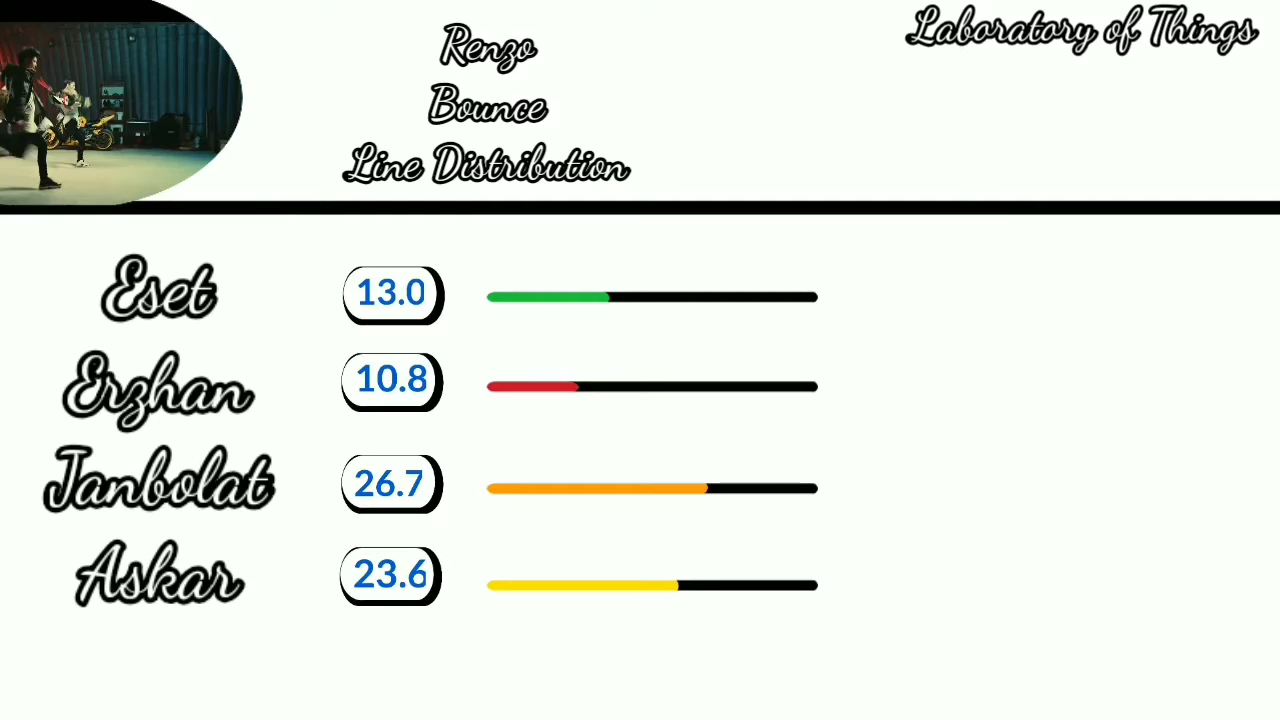 Renzo
Bounce
Line Distribution
Laboratory of Things
Eset
13.0
Erzhan
10.8
Janbolat
26.7
Askar
23.6